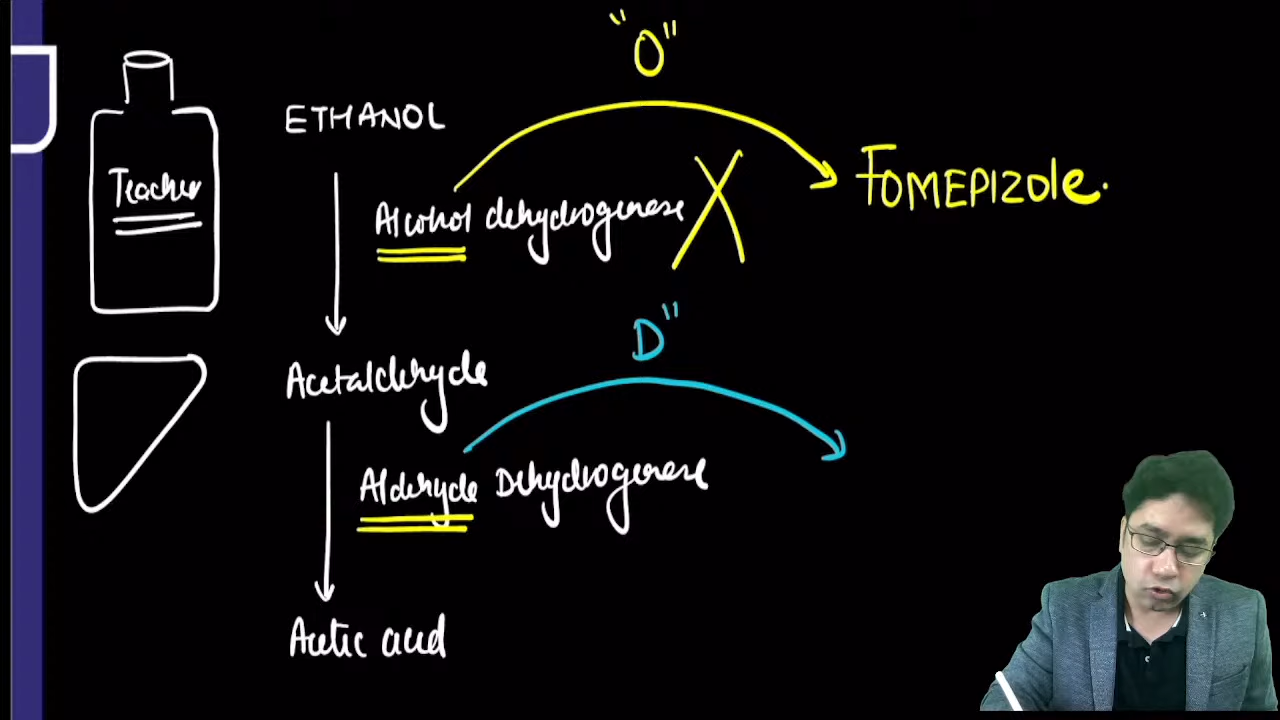 "O"
ETHANOL
Teacher
FOMEPIZOLE.
Alcohol dehydrogenase X
D"
Acetaldehyde
Aldehyde Dehydrogenase
Acetic acid